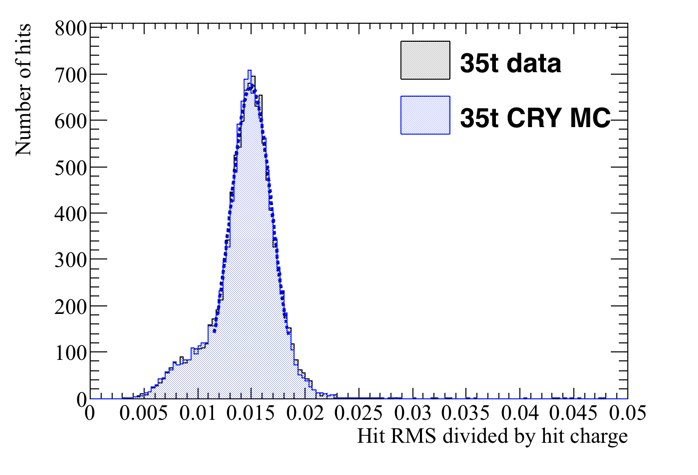 Number of hits
800
700
600
500
400
300
200
100
0
35t data
35t CRY MC
0 0.005 0.01 0.015 0.02 0.025 0.03 0.035 0.04 0.045 0.05
Hit RMS divided by hit charge